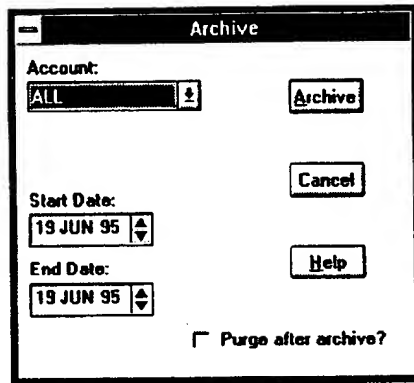 Archive
Account:
ALL
Archive
Cancel
Start Date:
19 JUN 95
End Date:
19 JUN 95
Help
Purge after archive?